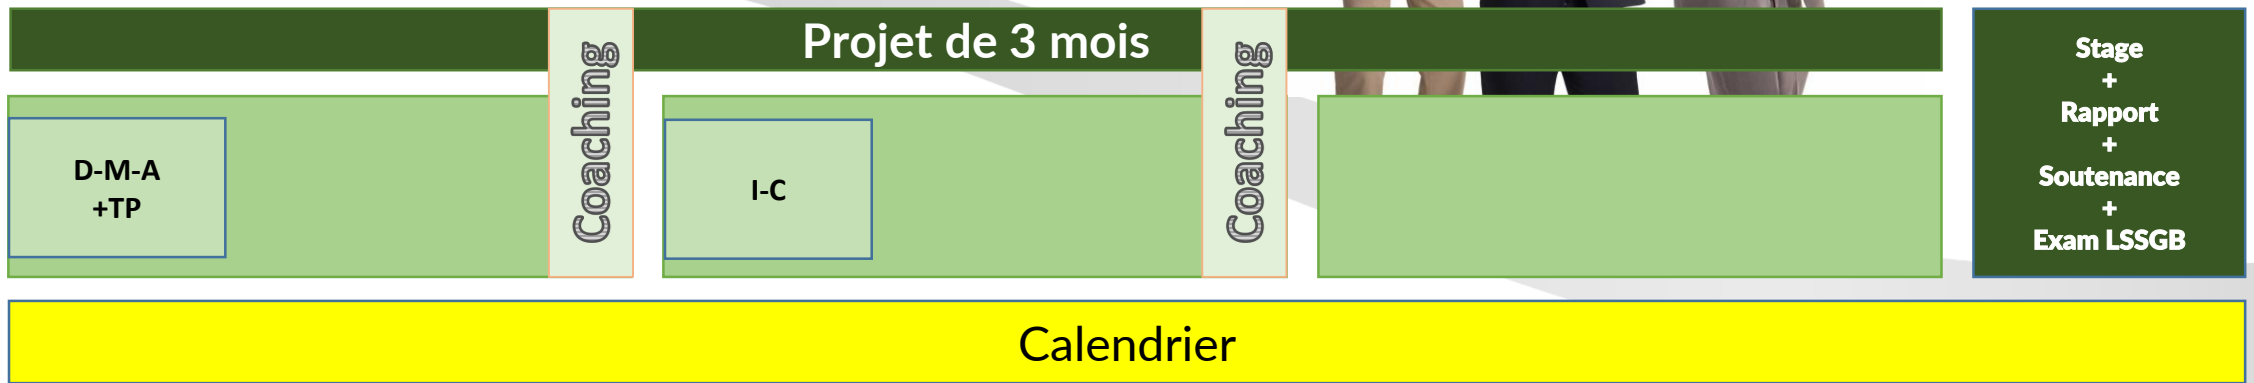 Projet de 3 mois
D-M-A
+TP
Coaching
I-C
Coaching
Stage
+
Rapport
+
Soutenance
+
Exam LSSGB
Calendrier